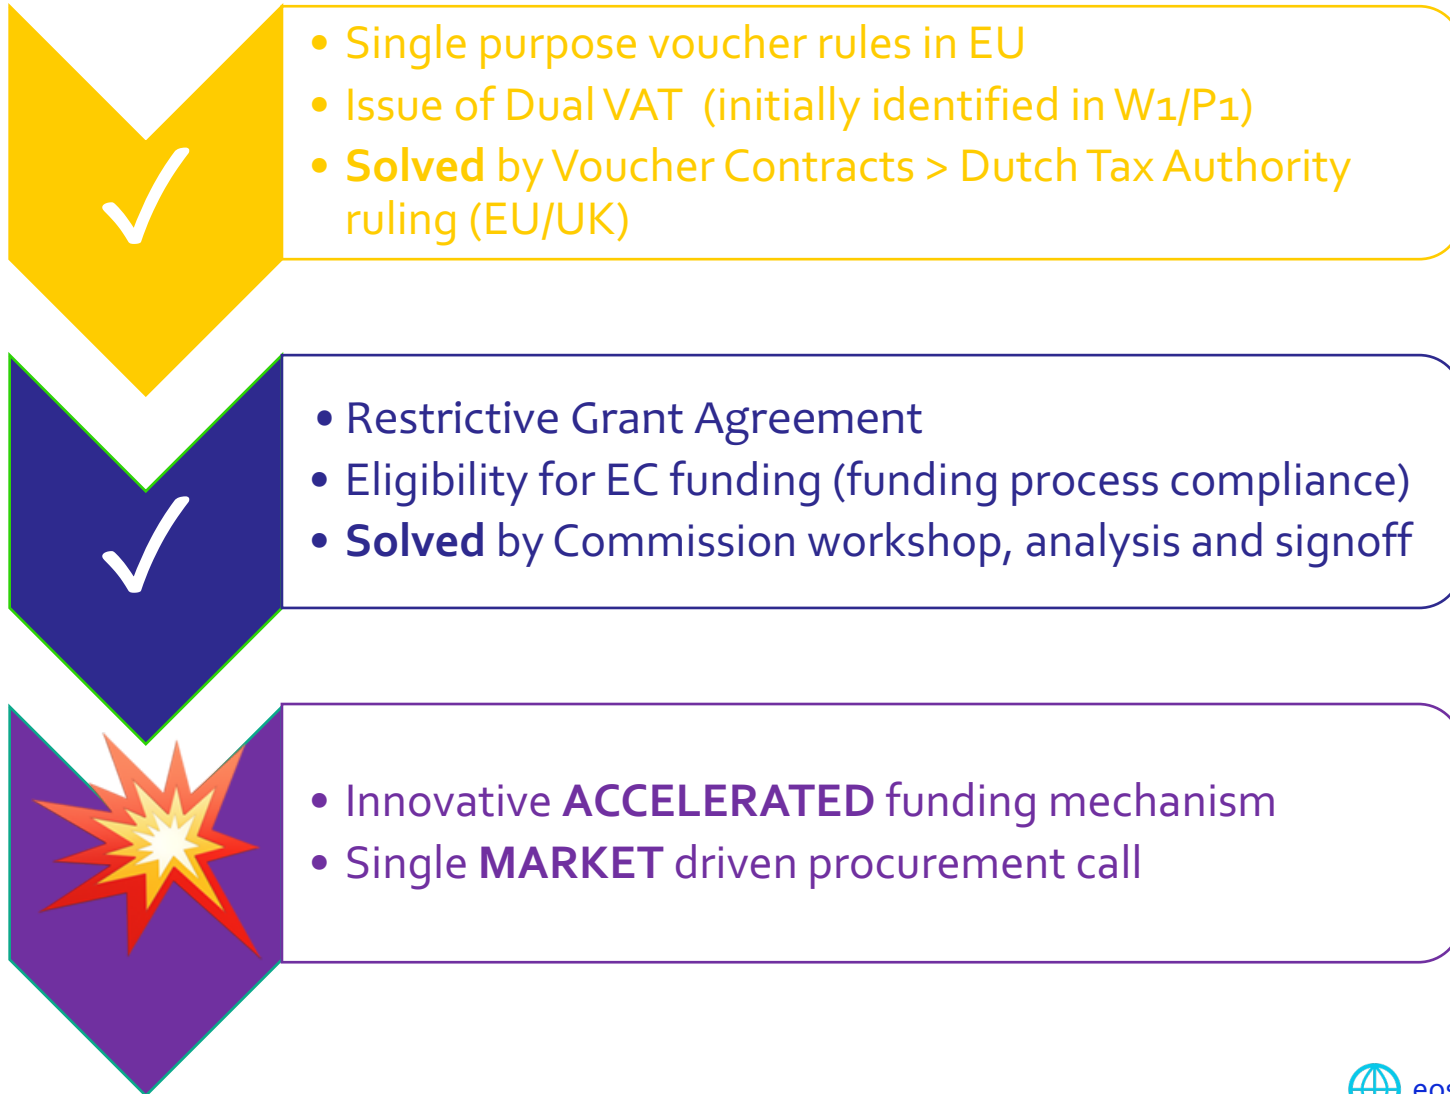 • Single purpose voucher rules in EU
• Issue of Dual VAT (initially identified in W1/P1)
• Solved by Voucher Contracts > Dutch Tax Authority
ruling (EU/UK)
• Restrictive Grant Agreement
• Eligibility for EC funding (funding process compliance)
• Solved by Commission workshop, analysis and signoff
• Innovative ACCELERATED funding mechanism
• Single MARKET driven procurement call